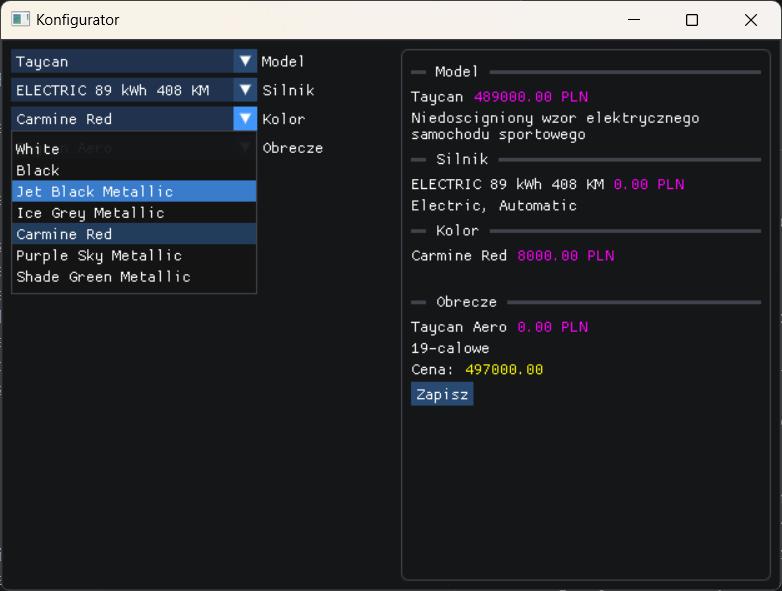 Konfigurator
Taycan Model
ELECTRIC 89 kWh 408 KM Silnik
Carmine Red Kolor
Obrecze
White
Black
Jet Black Metallic
Ice Grey Metallic
Carmine Red
Purple Sky Metallic
Shade Green Metallic
Model
Taycan 489000.00 PLN
Niedoscigniony wzor elektrycznego
samochodu sportowego
Silnik
ELECTRIC 89 kWh 408 KM 0.00 PLN
Electric, Automatic
Kolor
Carmine Red 8000.00 PLN
Obrecze
Taycan Aero 0.00 PLN
19-calowe
Cena: 497000.00
Zapisz